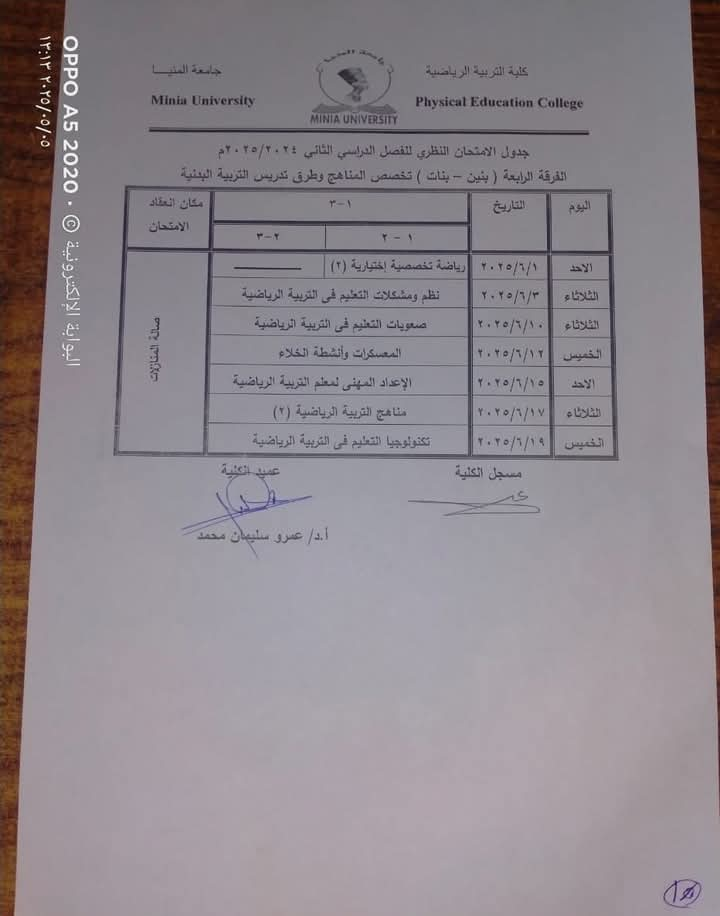 كلية التربية الرياضية
جامعة المنيـــا
Minia University
Physical Education College
MINIA UNIVERSITY
جدول الامتحان النظري للفصل الدراسي الثاني ٢٠٢٥/٢٠٢٤م
الفرقة الرابعة ( بنين – بنات ) تخصص المناهج وطرق تدريس التربية البدنية
اليوم التاريخ ١-٣ مكان انعقاد الامتحان
١ - ٢ ٢-٣
الاحد ٢٠٢٥/٦/١ رياضة تخصصية إختيارية (٢)
الثلاثاء ٢٠٢٥/٦/٣ نظم ومشكلات التعليم فى التربية الرياضية
الثلاثاء ٢٠٢٥/٦/١٠ صعوبات التعليم فى التربية الرياضية
الخميس ٢٠٢٥/٦/١٢ المعسكرات وأنشطة الخلاء
الاحد ٢٠٢٥/٦/١٥ الإعداد المهنى لمعلم التربية الرياضية
الثلاثاء ٢٠٢٥/٦/١٧ مناهج التربية الرياضية (٢)
الخميس ٢٠٢٥/٦/١٩ تكنولوجيا التعليم فى التربية الرياضية
صالة المنازلات
مسجل الكلية
عميد الكلية
أ.د/ عمرو سليمان محمد
OPPO A5 2020 · © البوابة الإلكترونية
٢٠٢٥/٠٥/٠٥ ١٢:١٣